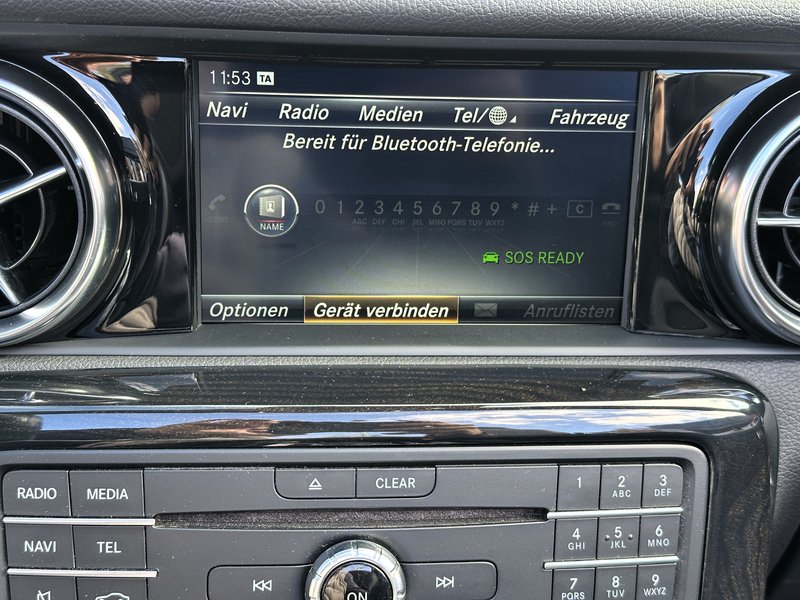 11:53 TA
Navi Radio Medien Tel/ Fahrzeug
Bereit für Bluetooth-Telefonie...
SEND NAME 0 1 2 3 4 5 6 7 8 9 * # + C END
ABC DEF GHI JKL MNO PQRS TUV WXYZ
SOS READY
Optionen Gerät verbinden Anruflisten
RADIO MEDIA CLEAR 1 2 ABC 3 DEF
NAVI TEL 4 GHI 5 JKL 6 MNO
ON 7 PQRS 8 TUV 9 WXYZ